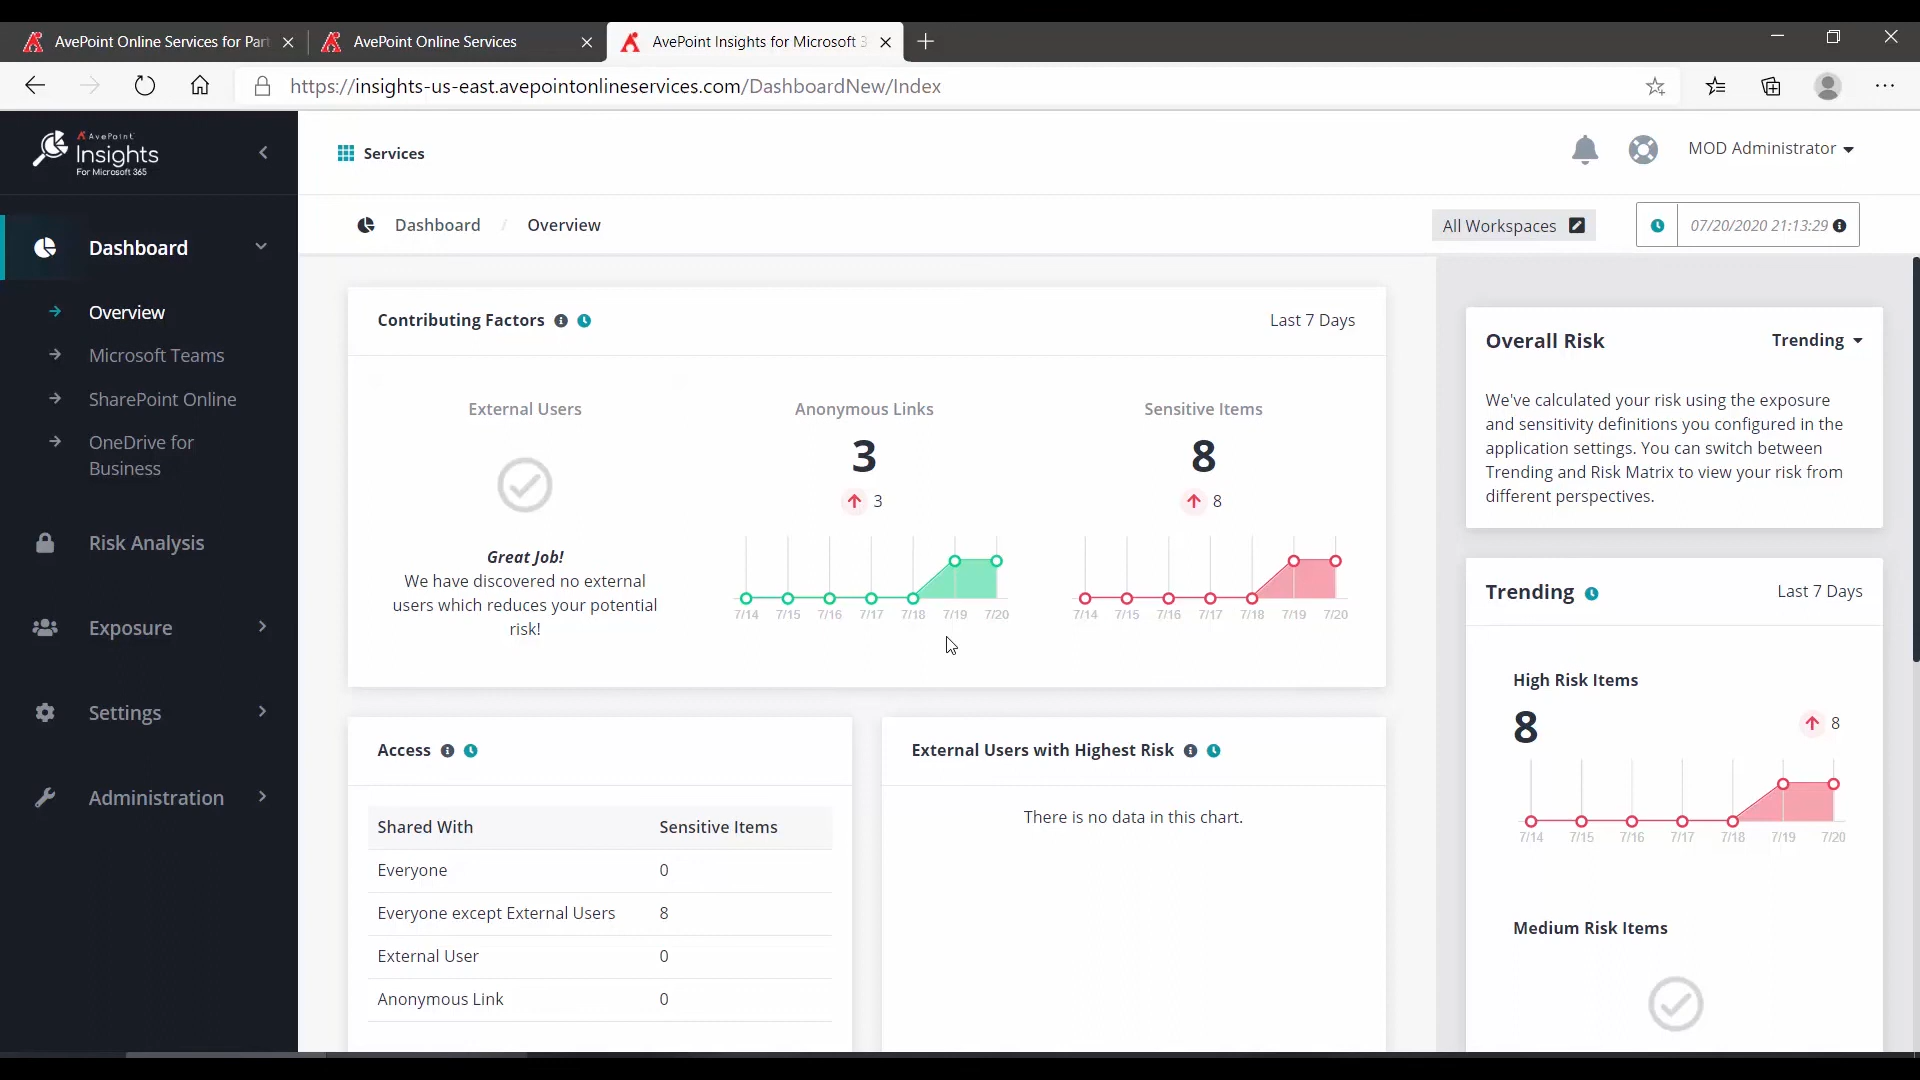 AvePoint Online Services for Part
AvePoint Online Services
AvePoint Insights for Microsoft 3
https://insights-us-east.avepointonlineservices.com/DashboardNew/Index
AvePoint
Insights
For Microsoft 365
Services
MOD Administrator
Dashboard / Overview
All Workspaces
07/20/2020 21:13:29
Dashboard
Overview
Microsoft Teams
SharePoint Online
OneDrive for
Business
Risk Analysis
Exposure
Settings
Administration
Contributing Factors
Last 7 Days
External Users
Great Job!
We have discovered no external
users which reduces your potential
risk!
Anonymous Links
3
3
7/14 7/15 7/16 7/17 7/18 7/19 7/20
Sensitive Items
8
8
7/14 7/15 7/16 7/17 7/18 7/19 7/20
Access
Shared With Sensitive Items
Everyone 0
Everyone except External Users 8
External User 0
Anonymous Link 0
External Users with Highest Risk
There is no data in this chart.
Overall Risk
Trending
We've calculated your risk using the exposure
and sensitivity definitions you configured in the
application settings. You can switch between
Trending and Risk Matrix to view your risk from
different perspectives.
Trending
Last 7 Days
High Risk Items
8
8
7/14 7/15 7/16 7/17 7/18 7/19 7/20
Medium Risk Items